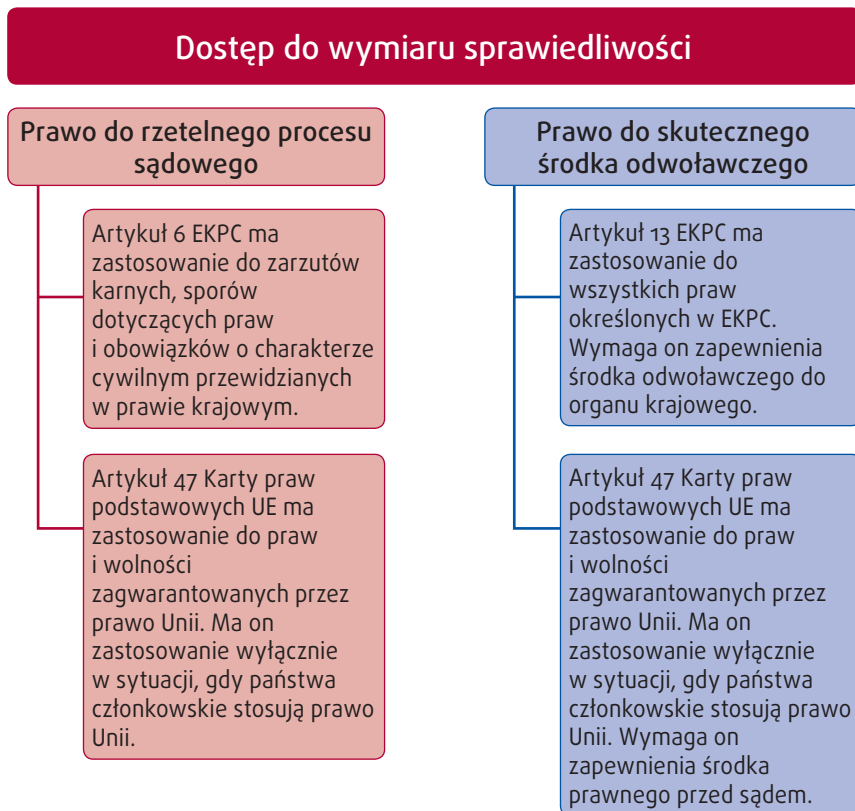 Dostęp do wymiaru sprawiedliwości
Prawo do rzetelnego procesu
sądowego
Artykuł 6 EKPC ma
zastosowanie do zarzutów
karnych, sporów
dotyczących praw
i obowiązków o charakterze
cywilnym przewidzianych
w prawie krajowym.
Artykuł 47 Karty praw
podstawowych UE ma
zastosowanie do praw
i wolności
zagwarantowanych przez
prawo Unii. Ma on
zastosowanie wyłącznie
w sytuacji, gdy państwa
członkowskie stosują prawo
Unii.
Prawo do skutecznego
środka odwoławczego
Artykuł 13 EKPC ma
zastosowanie do
wszystkich praw
określonych w EKPC.
Wymaga on zapewnienia
środka odwoławczego do
organu krajowego.
Artykuł 47 Karty praw
podstawowych UE ma
zastosowanie do praw
i wolności
zagwarantowanych przez
prawo Unii. Ma on
zastosowanie wyłącznie
w sytuacji, gdy państwa
członkowskie stosują prawo
Unii. Wymaga on
zapewnienia środka
prawnego przed sądem.